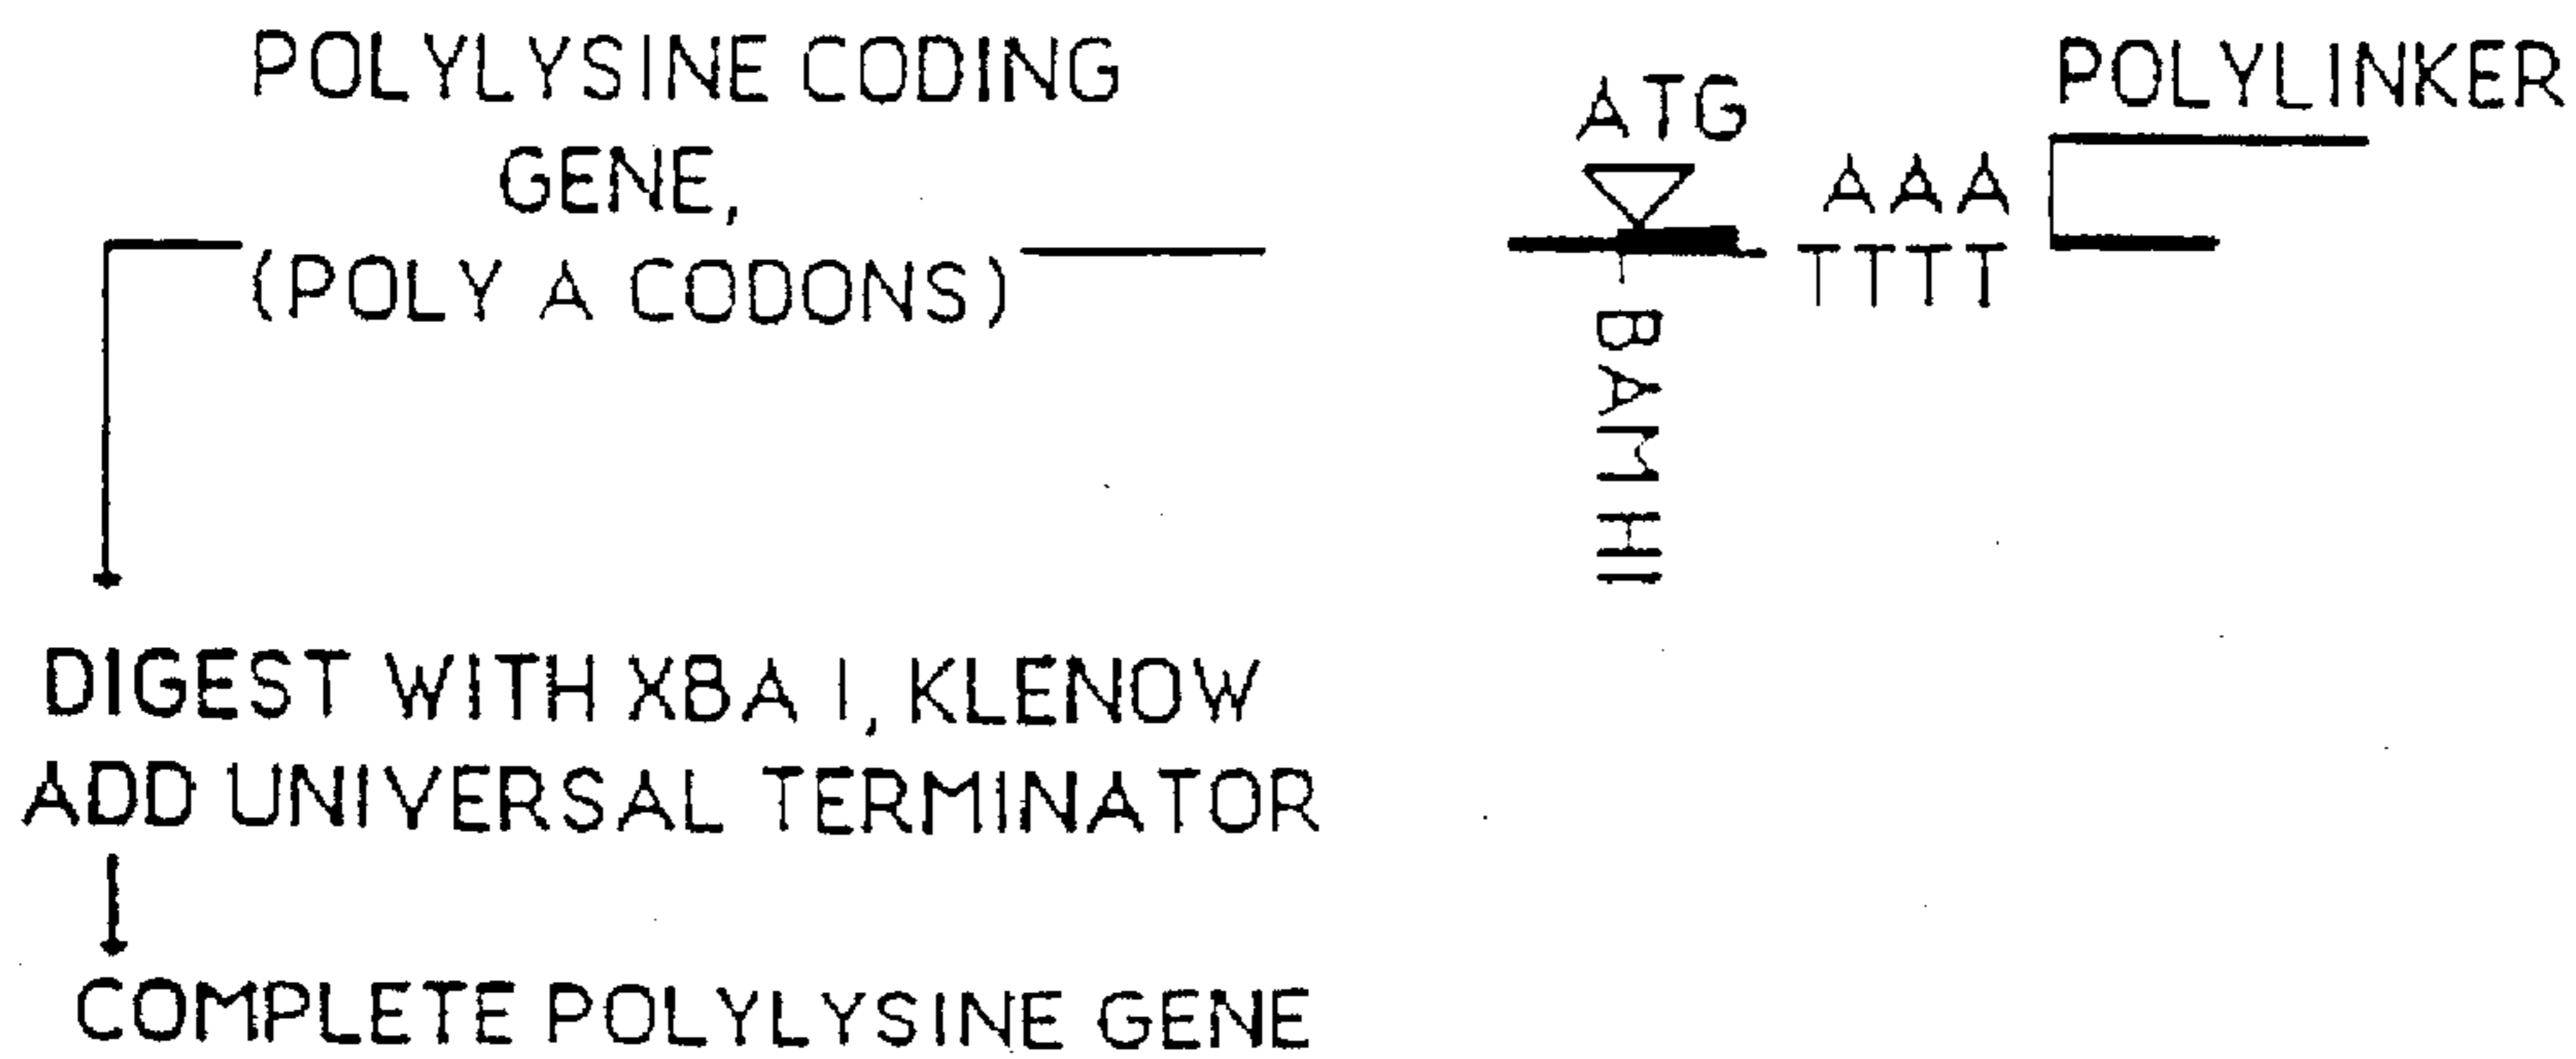 POLYLYSINE CODING
GENE,
(POLY A CODONS)
ATG
POLYLINKER
AAA
TTTT
BAMHI
DIGEST WITH XBA I, KLENOW
ADD UNIVERSAL TERMINATOR
COMPLETE POLYLYSINE GENE